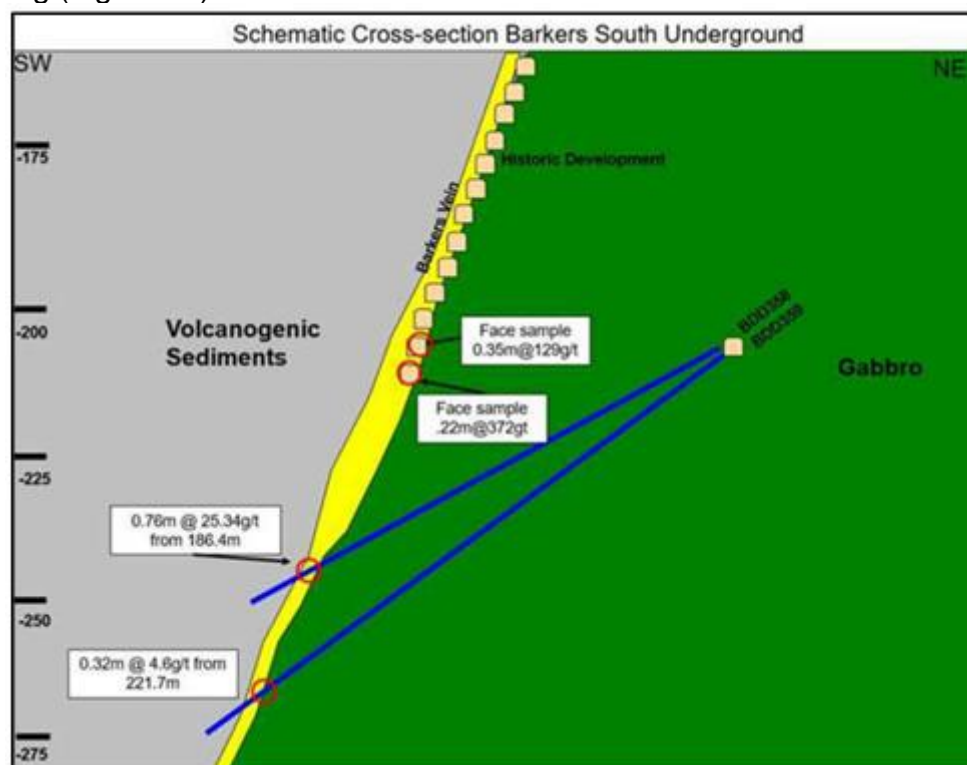 Schematic Cross-section Barkers South Underground
SW
NE
-175
Historic Development
Barkers Vein
-200
Volcanogenic
Sediments
Face sample
0.35m@129g/t
BDD358
BDD359
Gabbro
Face sample
.22m@372gt
-225
0.76m @ 25.34g/t
from 186.4m
-250
0.32m @ 4.6g/t from
221.7m
-275